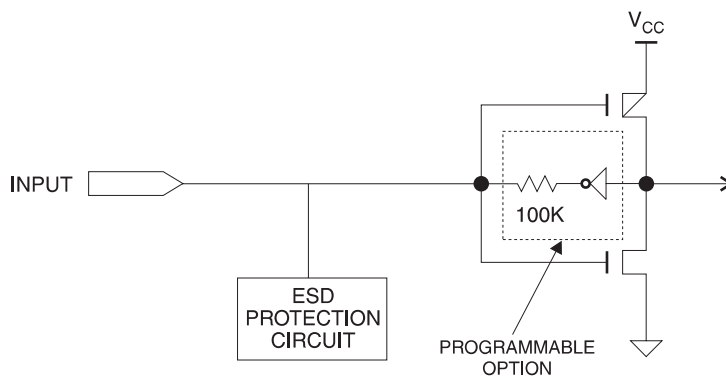 VCC
INPUT
100K
ESD
PROTECTION
CIRCUIT
PROGRAMMABLE
OPTION